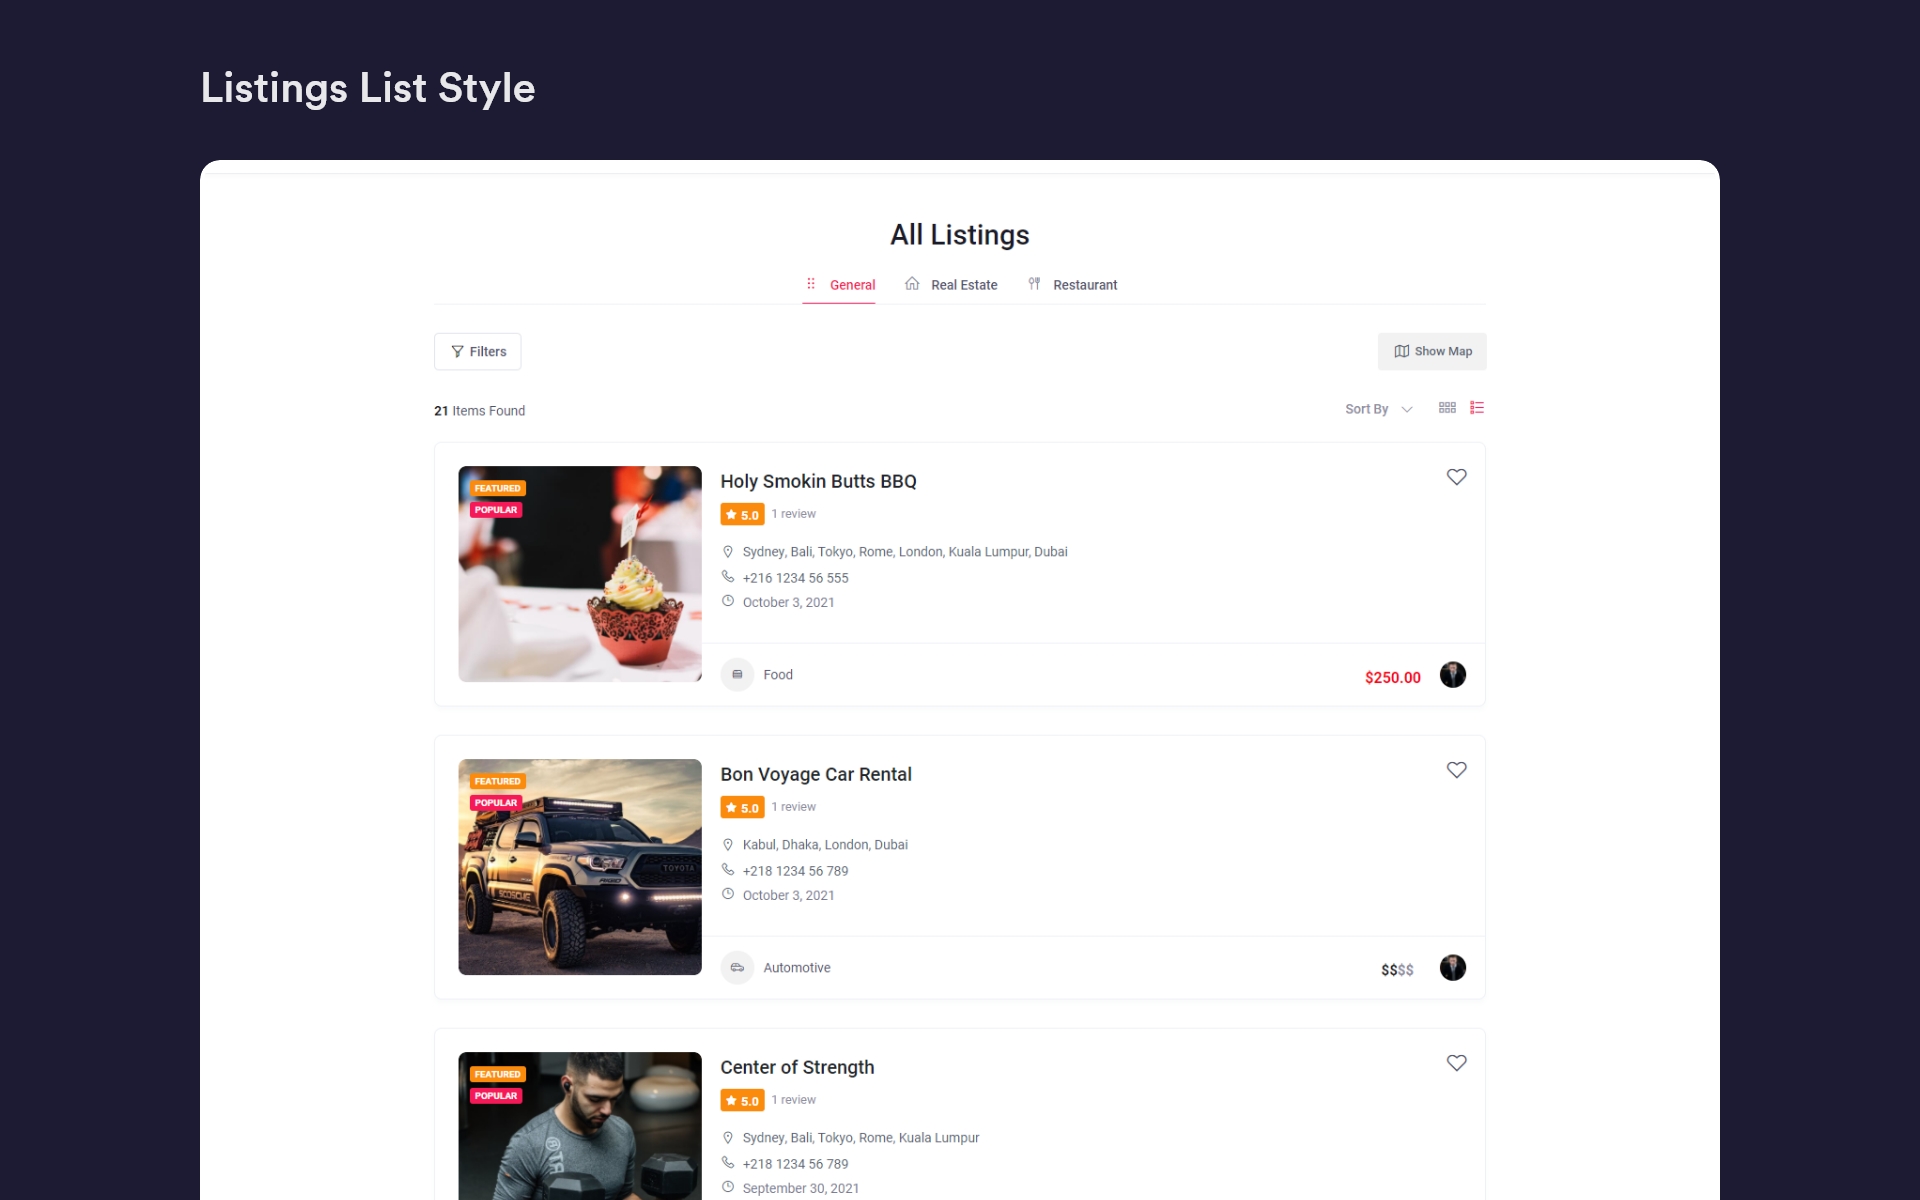 Listings List Style
All Listings
General
Real Estate
Restaurant
Filters
Show Map
21 Items Found
Sort By
FEATURED
POPULAR
Holy Smokin Butts BBQ
5.0 1 review
Sydney, Bali, Tokyo, Rome, London, Kuala Lumpur, Dubai
+216 1234 56 555
October 3, 2021
Food
$250.00
FEATURED
POPULAR
TOYOTA
SCOSCHE
Bon Voyage Car Rental
5.0 1 review
Kabul, Dhaka, London, Dubai
+218 1234 56 789
October 3, 2021
Automotive
$$$$
FEATURED
POPULAR
Center of Strength
5.0 1 review
Sydney, Bali, Tokyo, Rome, Kuala Lumpur
+218 1234 56 789
September 30, 2021